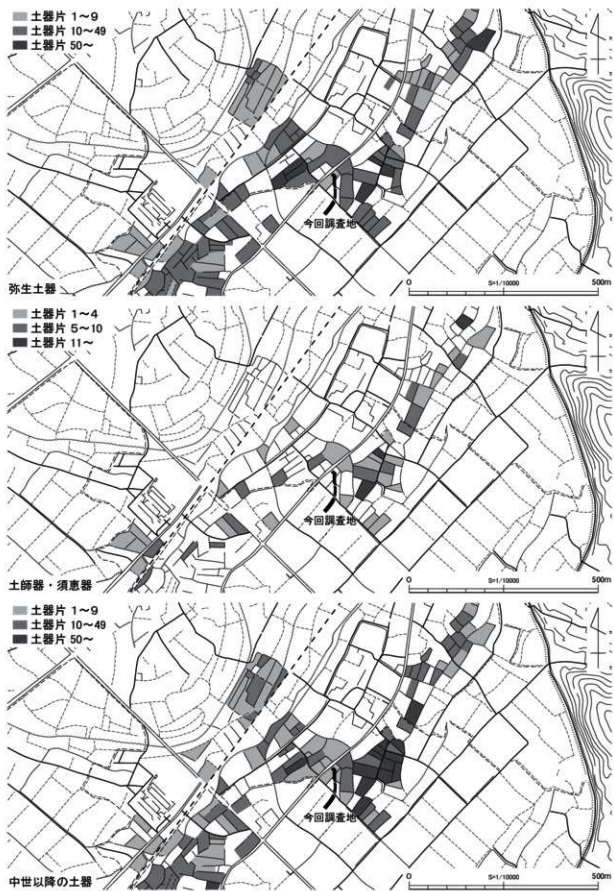 土器片 1～9
土器片 10～49
土器片 50～
今回調査地
弥生土器
S=1/10000
0
500m
土器片 1～4
土器片 5～10
土器片 11～
今回調査地
土師器・須恵器
S=1/10000
0
500m
土器片 1～9
土器片 10～49
土器片 50～
今回調査地
中世以降の土器
S=1/10000
0
500m